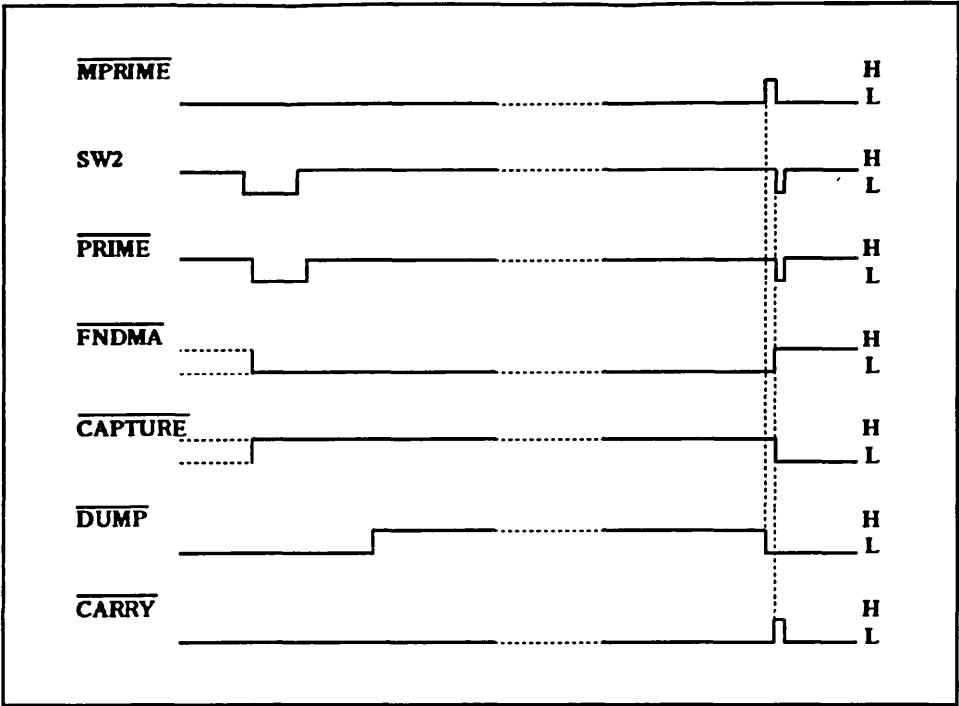 MPRIME H
L
SW2 H
L
PRIME H
L
FNDMA H
L
CAPTURE H
L
DUMP H
L
CARRY H
L